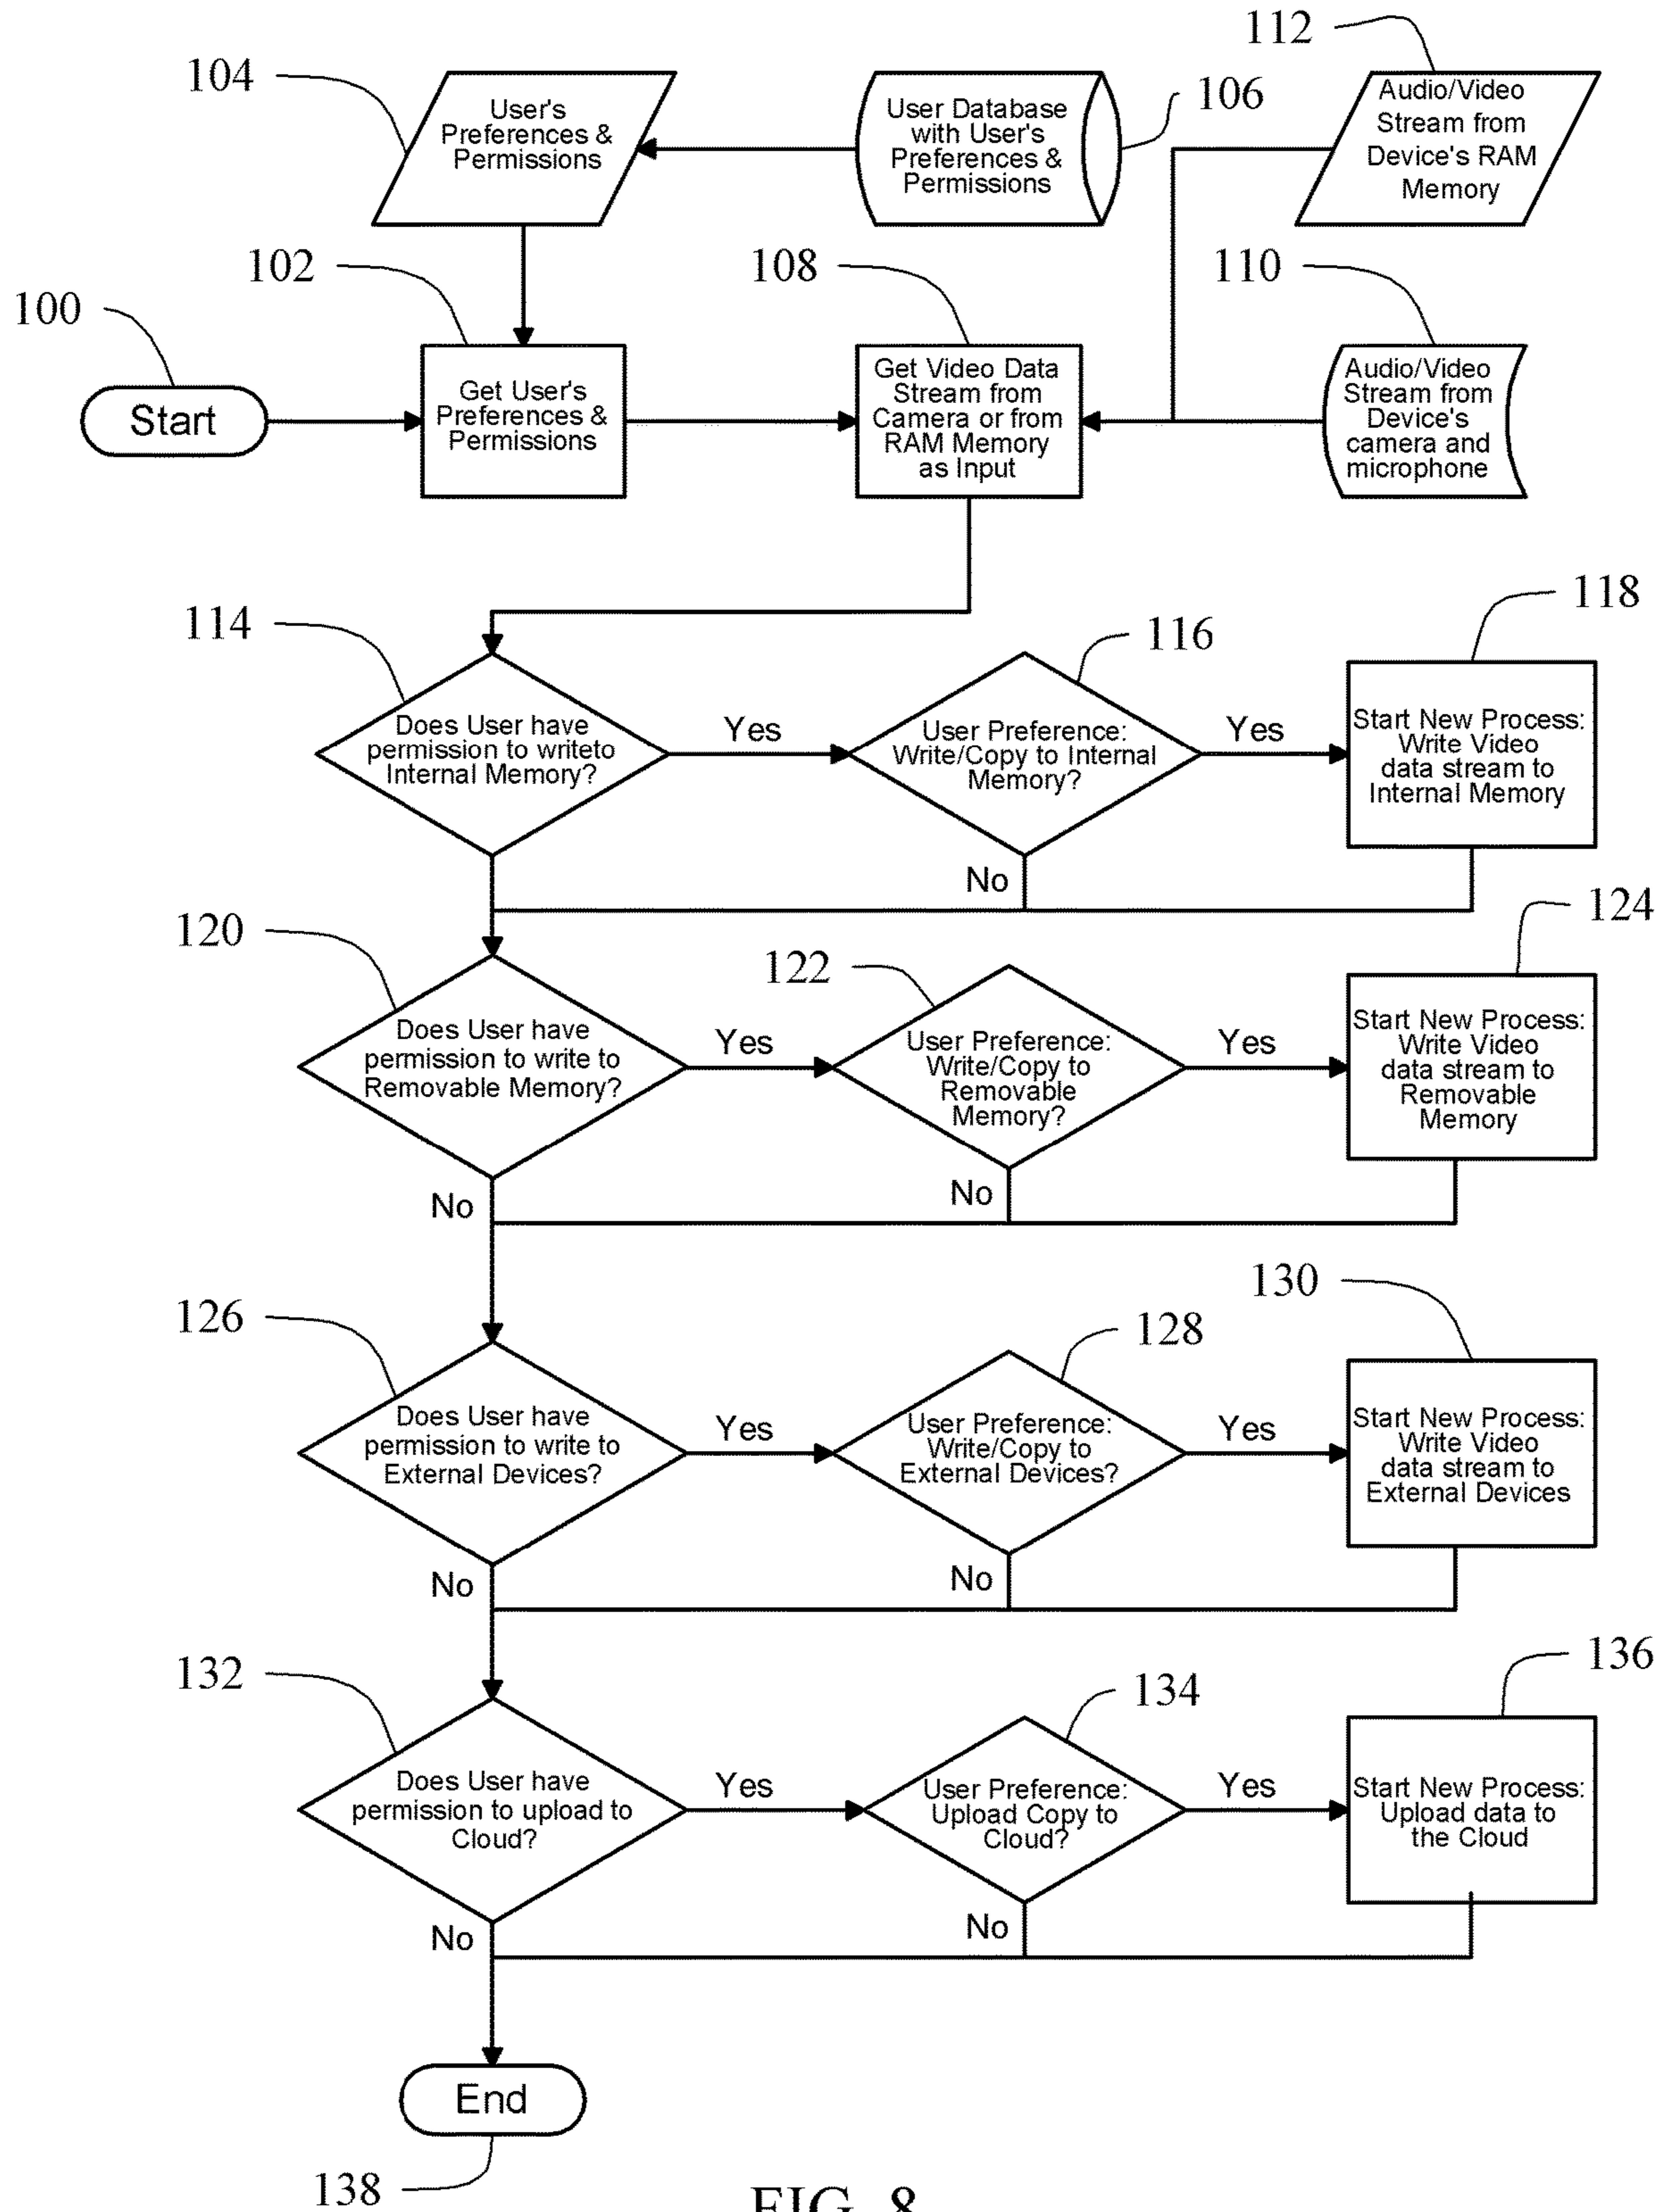 112
104
User's
Preferences &
Permissions
User Database
with User's
Preferences &
Permissions
106
Audio/Video
Stream from
Device's RAM
Memory
102
108
110
100
Start
Get User's
Preferences &
Permissions
Get Video Data
Stream from
Camera or from
RAM Memory
as Input
Audio/Video
Stream from
Device's
camera and
microphone
118
114
116
Does User have
permission to writeto
Internal Memory?
Yes
User Preference:
Write/Copy to Internal
Memory?
Yes
Start New Process:
Write Video
data stream to
Internal Memory
No
124
120
122
Does User have
permission to write to
Removable Memory?
Yes
User Preference:
Write/Copy to
Removable
Memory?
Yes
Start New Process:
Write Video
data stream to
Removable
Memory
No
No
130
126
128
Does User have
permission to write to
External Devices?
Yes
User Preference:
Write/Copy to
External Devices?
Yes
Start New Process:
Write Video
data stream to
External Devices
No
No
136
132
134
Does User have
permission to upload to
Cloud?
Yes
User Preference:
Upload Copy to
Cloud?
Yes
Start New Process:
Upload data to
the Cloud
No
No
End
138
FIG. 8